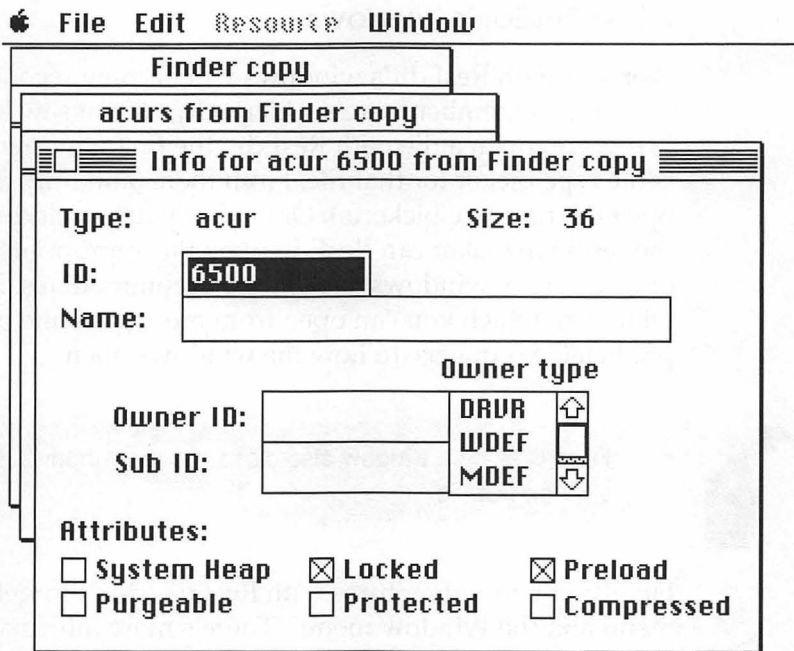 File Edit Resource Window
Finder copy
acurs from Finder copy
Info for acur 6500 from Finder copy
Type: acur Size: 36
ID: 6500
Name:
Owner type
Owner ID: DRVR
WDEF
Sub ID: MDEF
Attributes:
System Heap Locked Preload
Purgeable Protected Compressed